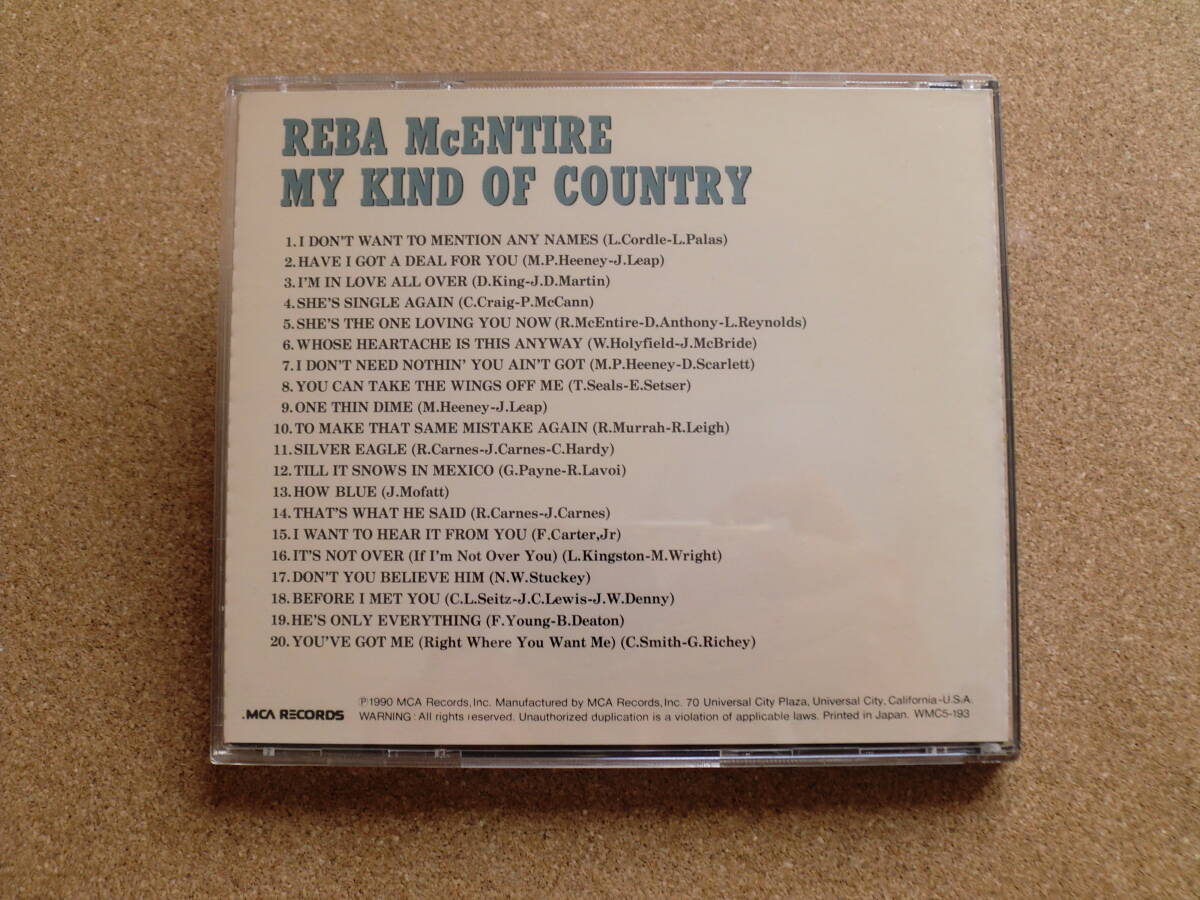 REBA McENTIRE
MY KIND OF COUNTRY
1. I DON'T WANT TO MENTION ANY NAMES (L.Cordle-L.Palas)
2. HAVE I GOT A DEAL FOR YOU (M.P.Heeney-J.Leap)
3. I'M IN LOVE ALL OVER (D.King-J.D.Martin)
4. SHE'S SINGLE AGAIN (C.Craig-P.McCann)
5. SHE'S THE ONE LOVING YOU NOW (R.McEntire-D.Anthony-L.Reynolds)
6. WHOSE HEARTACHE IS THIS ANYWAY (W.Holyfield-J.McBride)
7. I DON'T NEED NOTHIN' YOU AIN'T GOT (M.P.Heeney-D.Scarlett)
8. YOU CAN TAKE THE WINGS OFF ME (T.Seals-E.Setser)
9. ONE THIN DIME (M.Heeney-J.Leap)
10. TO MAKE THAT SAME MISTAKE AGAIN (R.Murrah-R.Leigh)
11. SILVER EAGLE (R.Carnes-J.Carnes-C.Hardy)
12. TILL IT SNOWS IN MEXICO (G.Payne-R.Lavoi)
13. HOW BLUE (J.Mofatt)
14. THAT'S WHAT HE SAID (R.Carnes-J.Carnes)
15. I WANT TO HEAR IT FROM YOU (F.Carter,Jr)
16. IT'S NOT OVER (If I'm Not Over You) (L.Kingston-M.Wright)
17. DON'T YOU BELIEVE HIM (N.W.Stuckey)
18. BEFORE I MET YOU (C.L.Seitz-J.C.Lewis-J.W.Denny)
19. HE'S ONLY EVERYTHING (F.Young-B.Deaton)
20. YOU'VE GOT ME (Right Where You Want Me) (C.Smith-G.Richey)
℗1990 MCA Records, Inc. Manufactured by MCA Records, Inc. 70 Universal City Plaza, Universal City, California-U.S.A.
.MCA RECORDS WARNING : All rights reserved. Unauthorized duplication is a violation of applicable laws. Printed in Japan. WMC5-193